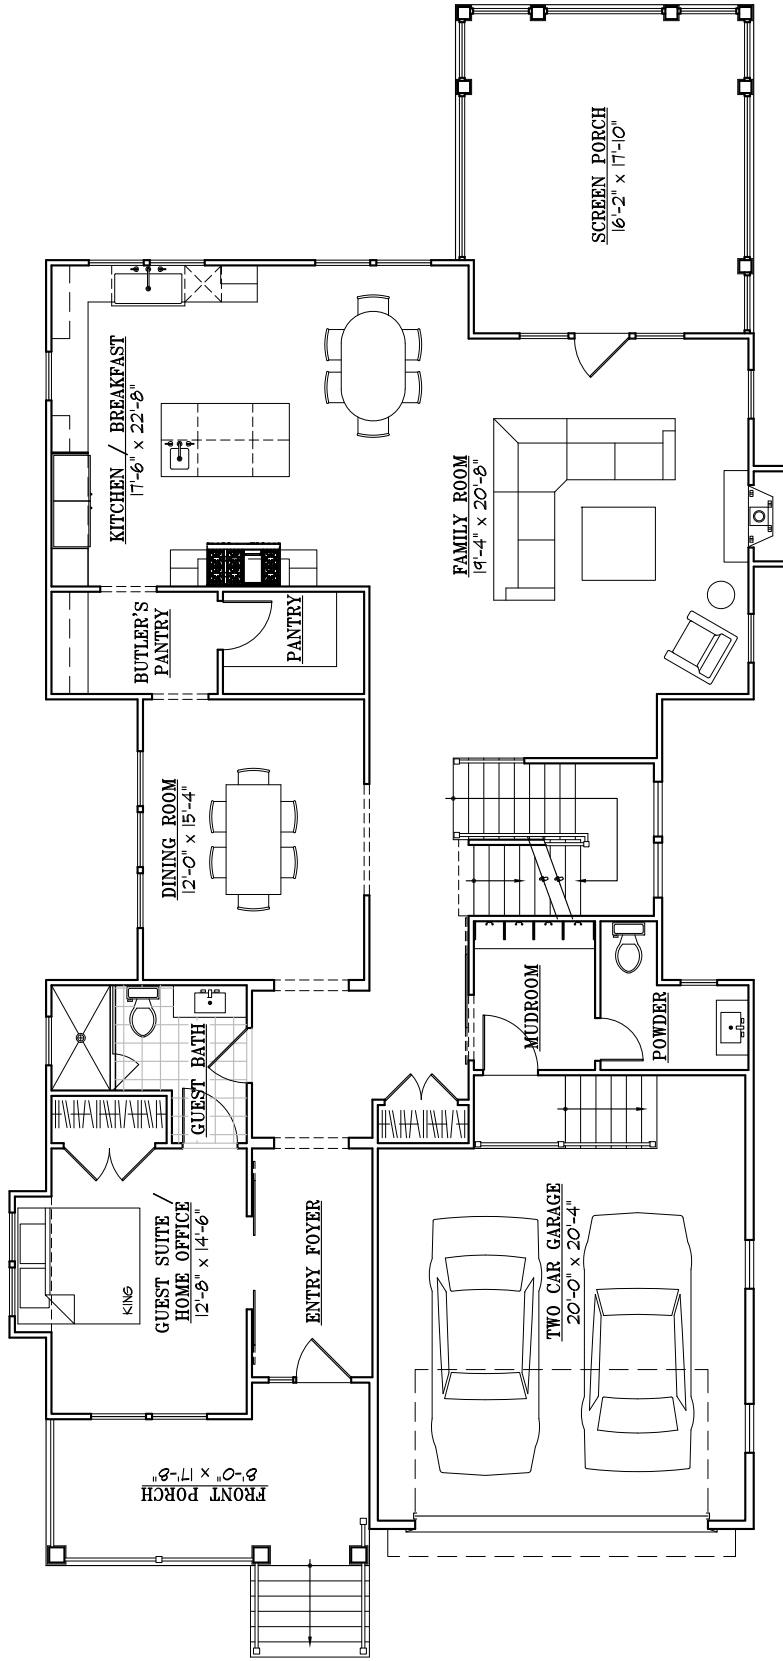 SCREEN PORCH
16'-2" x 17'-10"
KITCHEN / BREAKFAST
17'-6" x 22'-8"
FAMILY ROOM
19'-4" x 20'-8"
BUTLER'S
PANTRY
PANTRY
DINING ROOM
12'-0" x 15'-4"
MUDROOM
POWDER
GUEST BATH
GUEST SUITE /
HOME OFFICE
12'-8" x 14'-6"
KING
ENTRY FOYER
TWO CAR GARAGE
20'-0" x 20'-4"
FRONT PORCH
8'-0" x 17'-8"